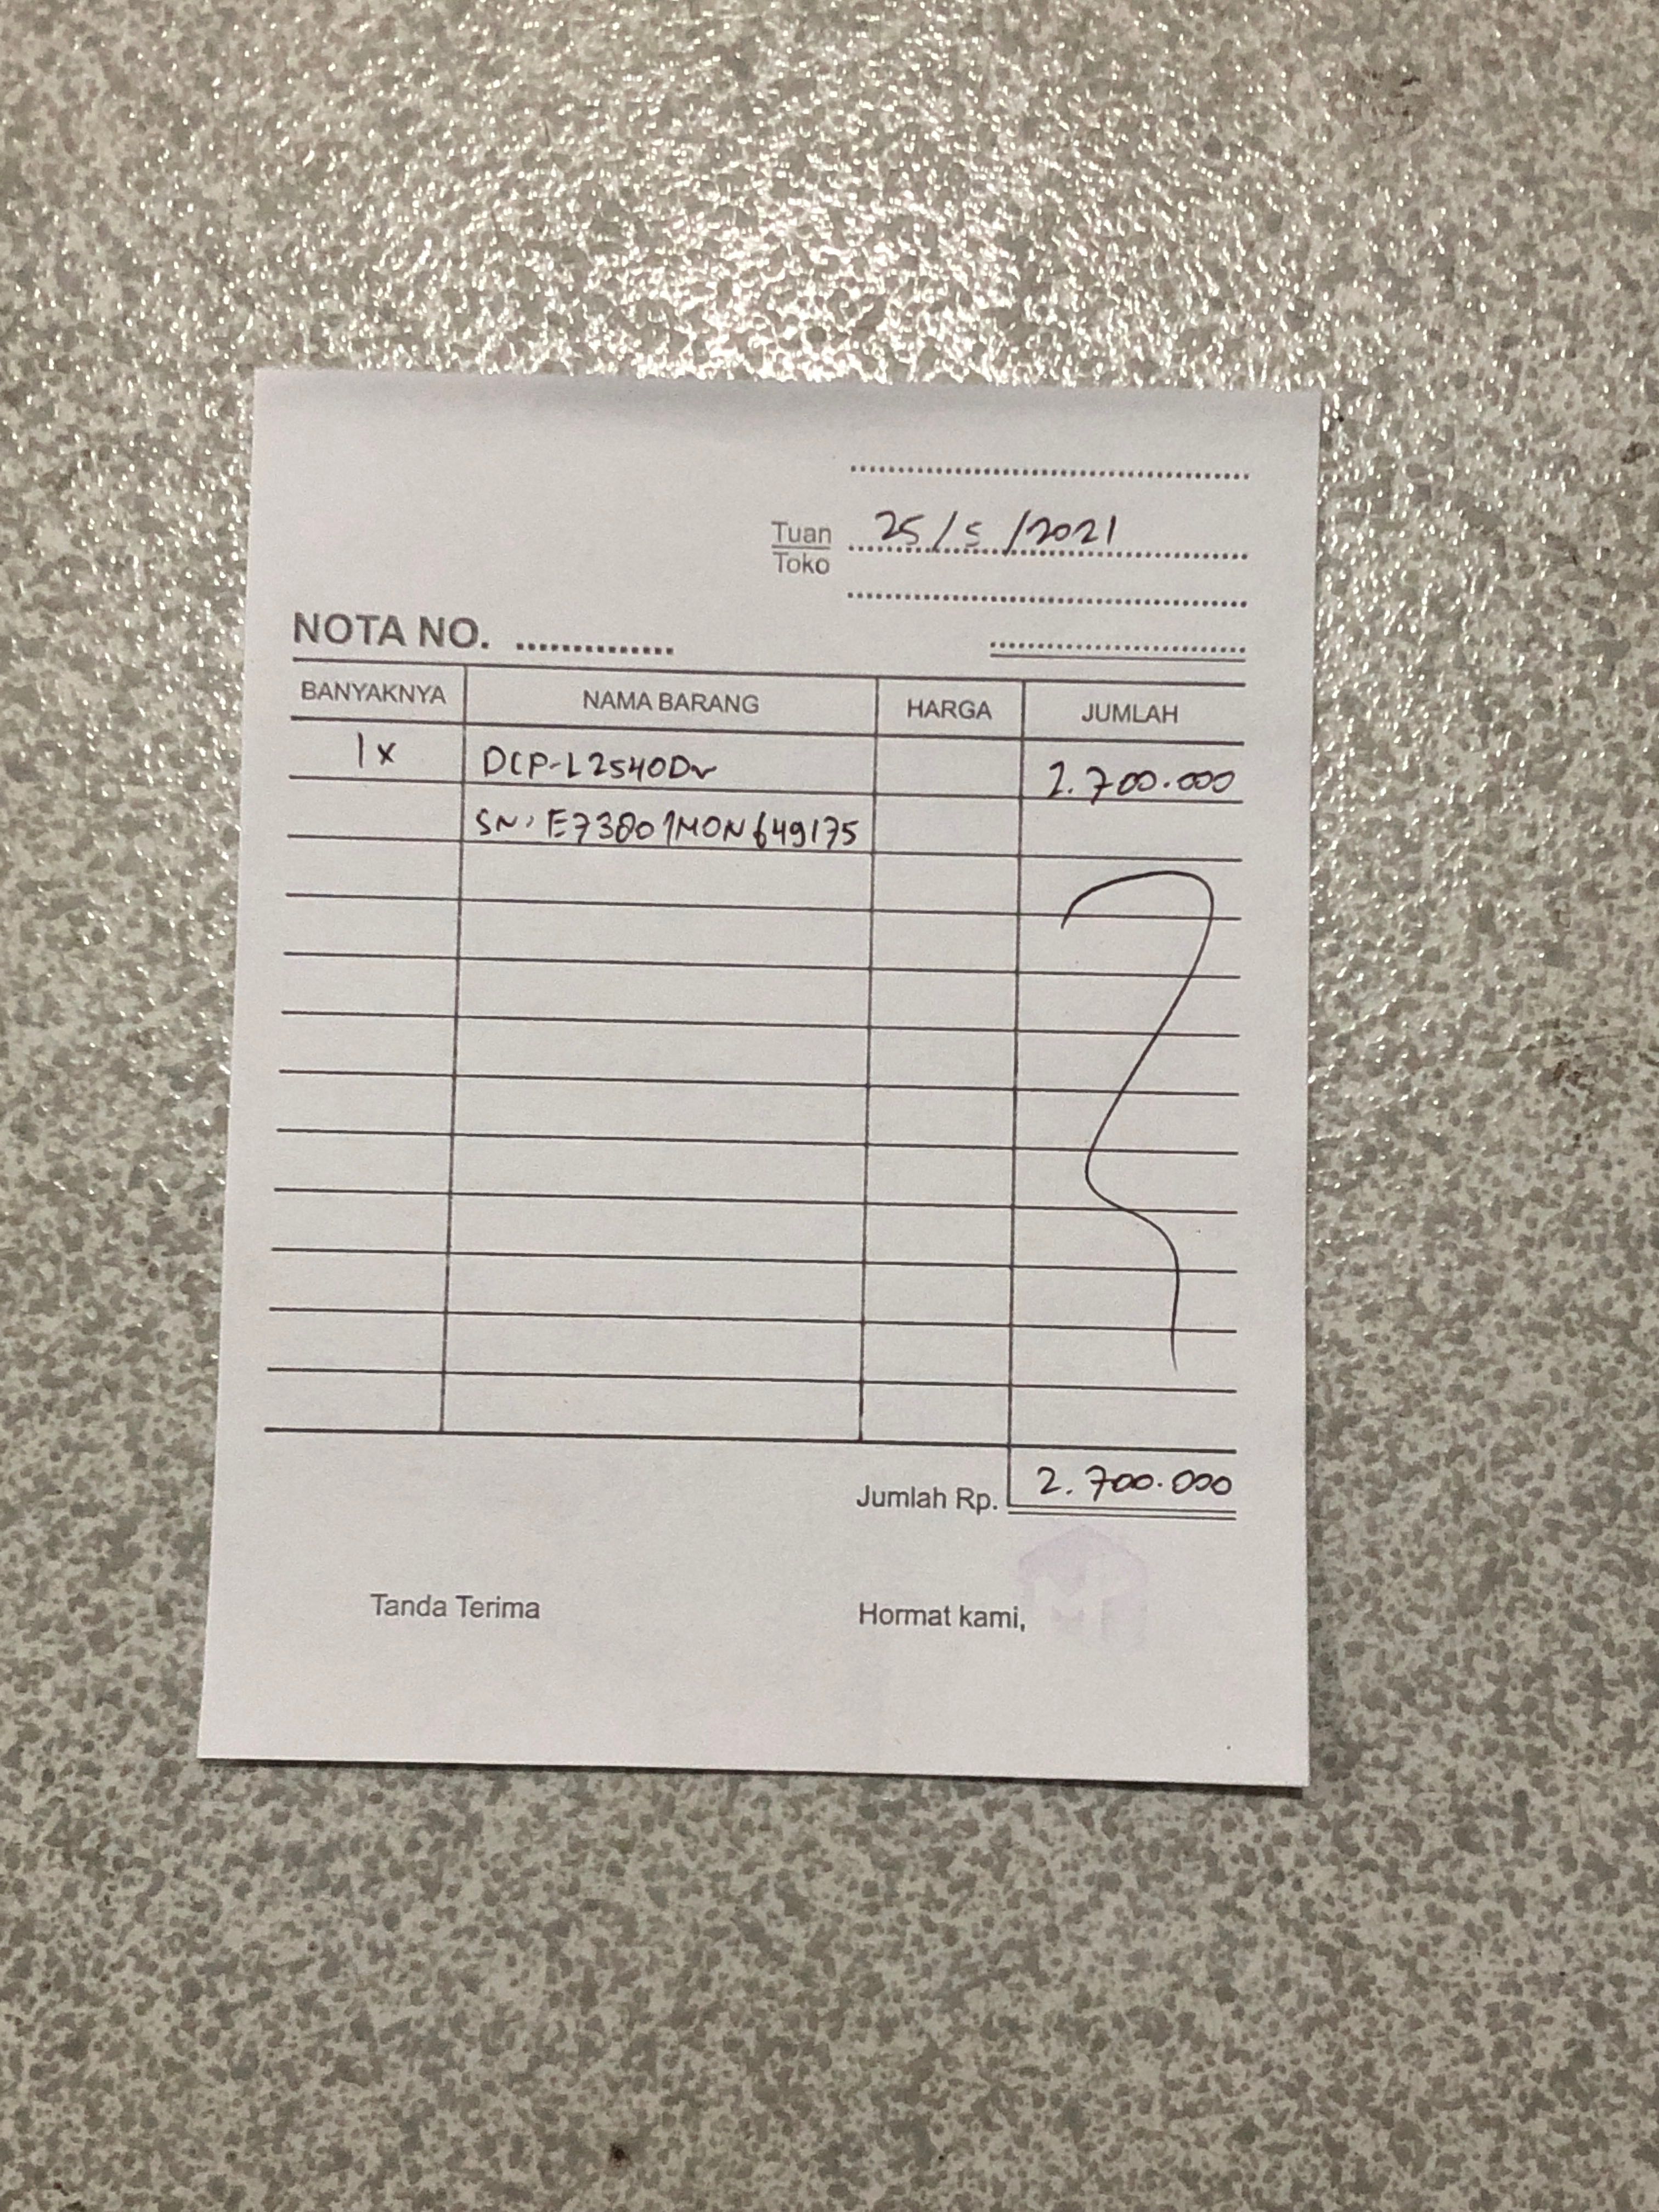 Tuan
Toko
25/5/2021
NOTA NO.
BANYAKNYA NAMA BARANG HARGA JUMLAH
1x DCP-L2540DW 2.700.000
SN: E73801M0N649175
Jumlah Rp. 2.700.000
Tanda Terima Hormat kami,